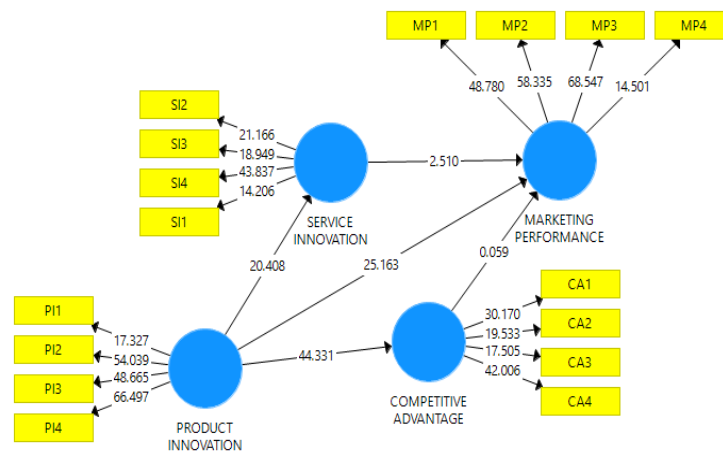 MP1
MP2
MP3
MP4
48.780
58.335
68.547
14.501
SI2
SI3
SI4
SI1
21.166
18.949
43.837
14.206
SERVICE
INNOVATION
2.510
MARKETING
PERFORMANCE
20.408
25.163
0.059
PI1
PI2
PI3
PI4
17.327
54.039
48.665
66.497
PRODUCT
INNOVATION
44.331
COMPETITIVE
ADVANTAGE
30.170
19.533
17.505
42.006
CA1
CA2
CA3
CA4